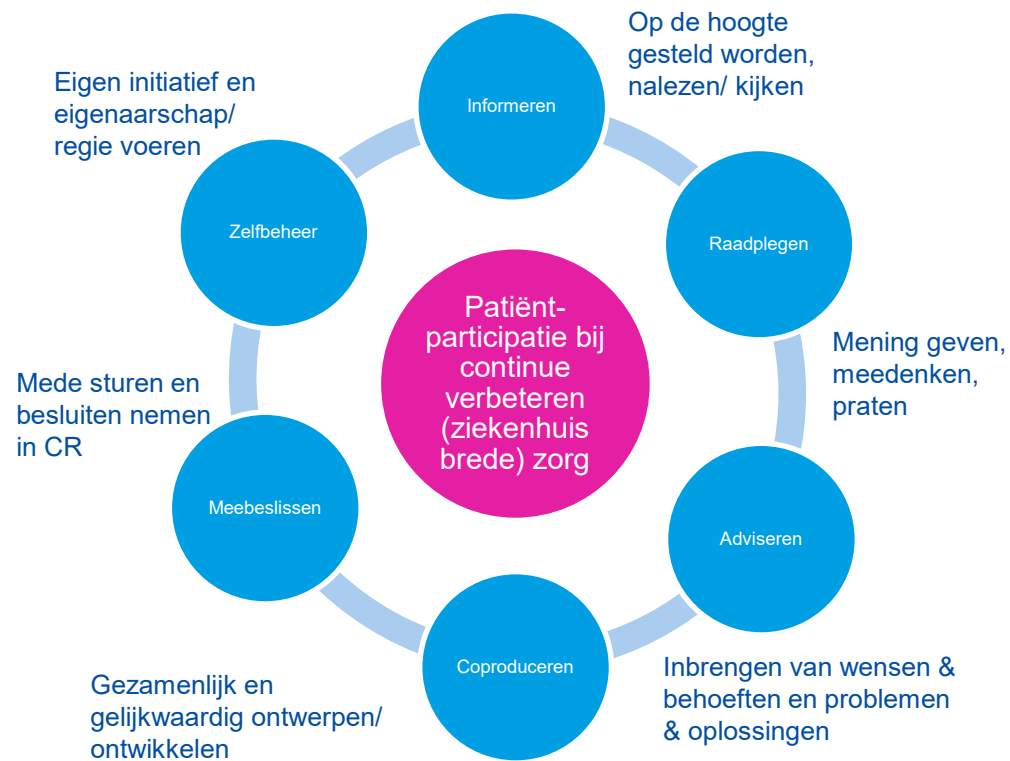 Informeren
Op de hoogte
gesteld worden,
nalezen/ kijken
Raadplegen
Mening geven,
meedenken,
praten
Adviseren
Inbrengen van wensen &
behoeften en problemen
& oplossingen
Coproduceren
Gezamenlijk en
gelijkwaardig ontwerpen/
ontwikkelen
Meebeslissen
Mede sturen en
besluiten nemen
in CR
Zelfbeheer
Eigen initiatief en
eigenaarschap/
regie voeren
Patiënt-
participatie bij
continue
verbeteren
(ziekenhuis
brede) zorg